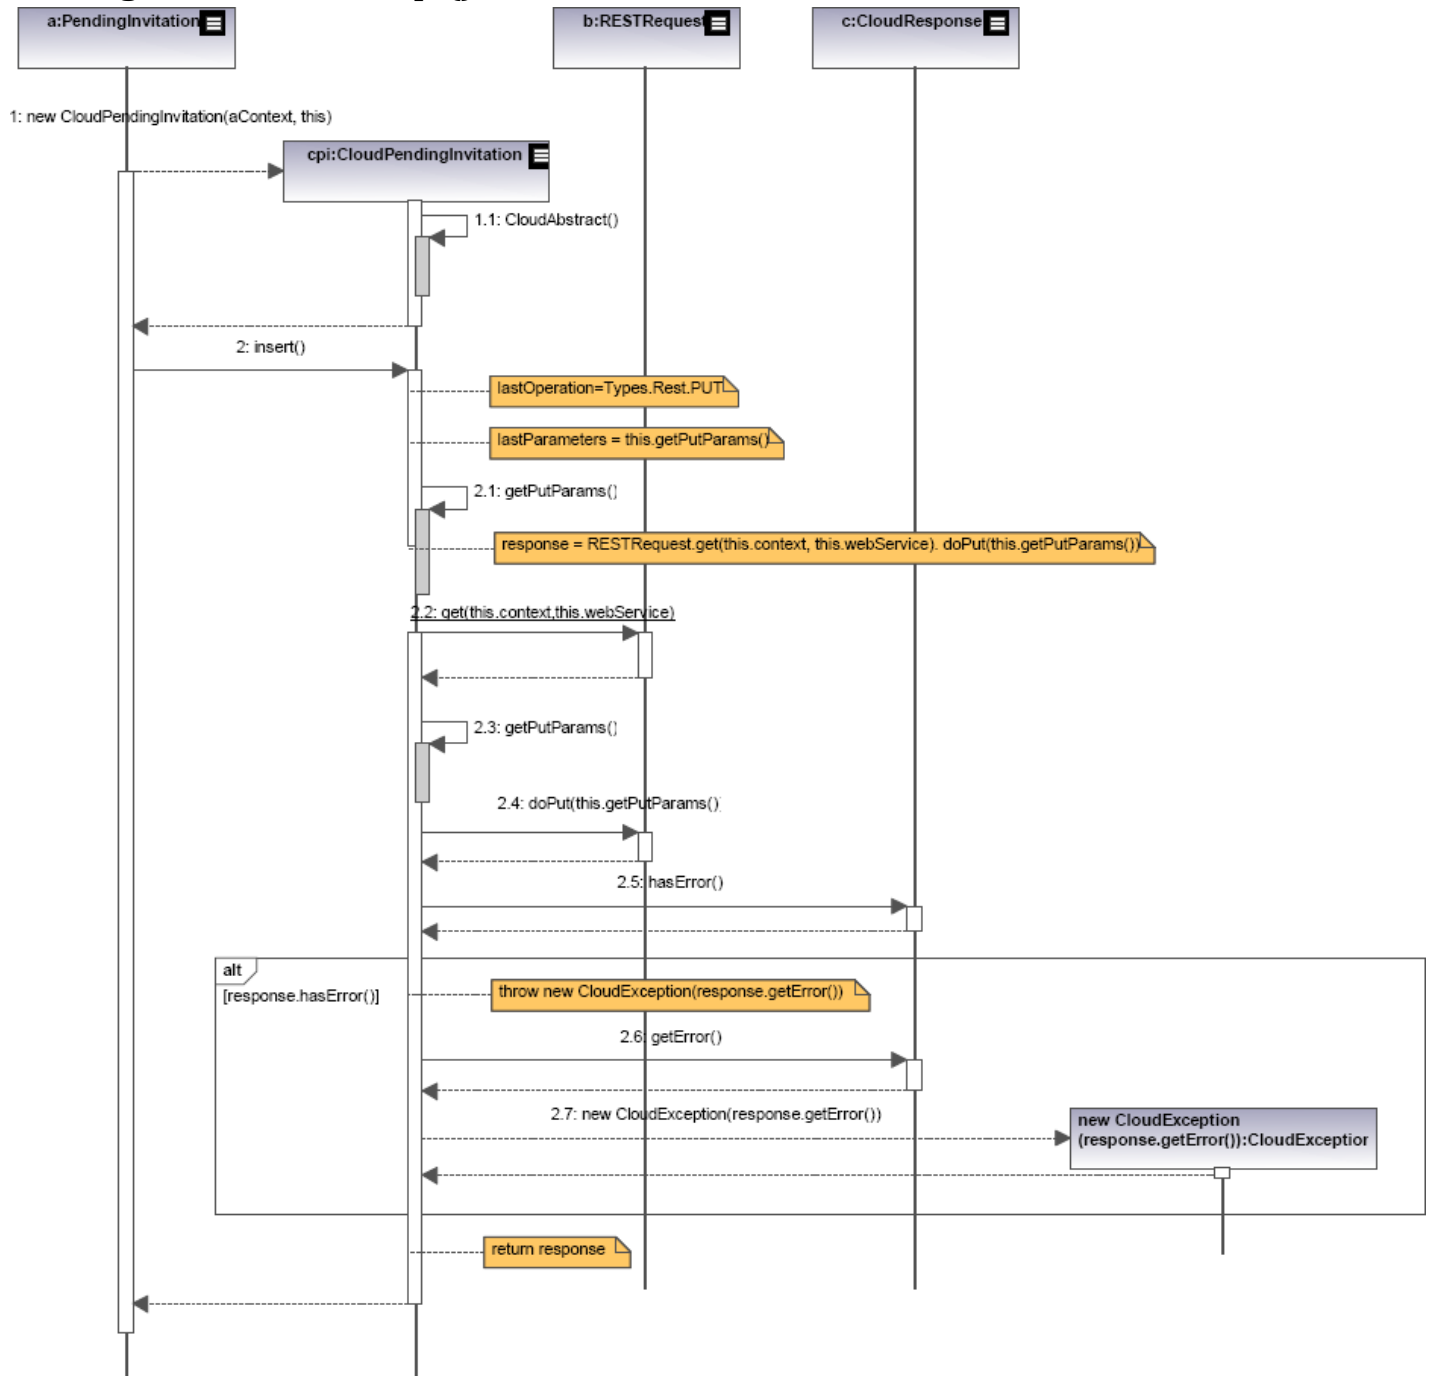 a:PendingInvitation
b:RESTRequest
c:CloudResponse
1: new CloudPendingInvitation(aContext, this)
cpi:CloudPendingInvitation
1.1: CloudAbstract()
2: insert()
lastOperation=Types.Rest.PUT
lastParameters = this.getPutParams()
2.1: getPutParams()
response = RESTRequest.get(this.context, this.webService). doPut(this.getPutParams())
2.2: get(this.context,this.webService)
2.3: getPutParams()
2.4: doPut(this.getPutParams()
2.5: hasError()
alt
[response.hasError()]
throw new CloudException(response.getError())
2.6: getError()
2.7: new CloudException(response.getError())
new CloudException
(response.getError()):CloudException
return response